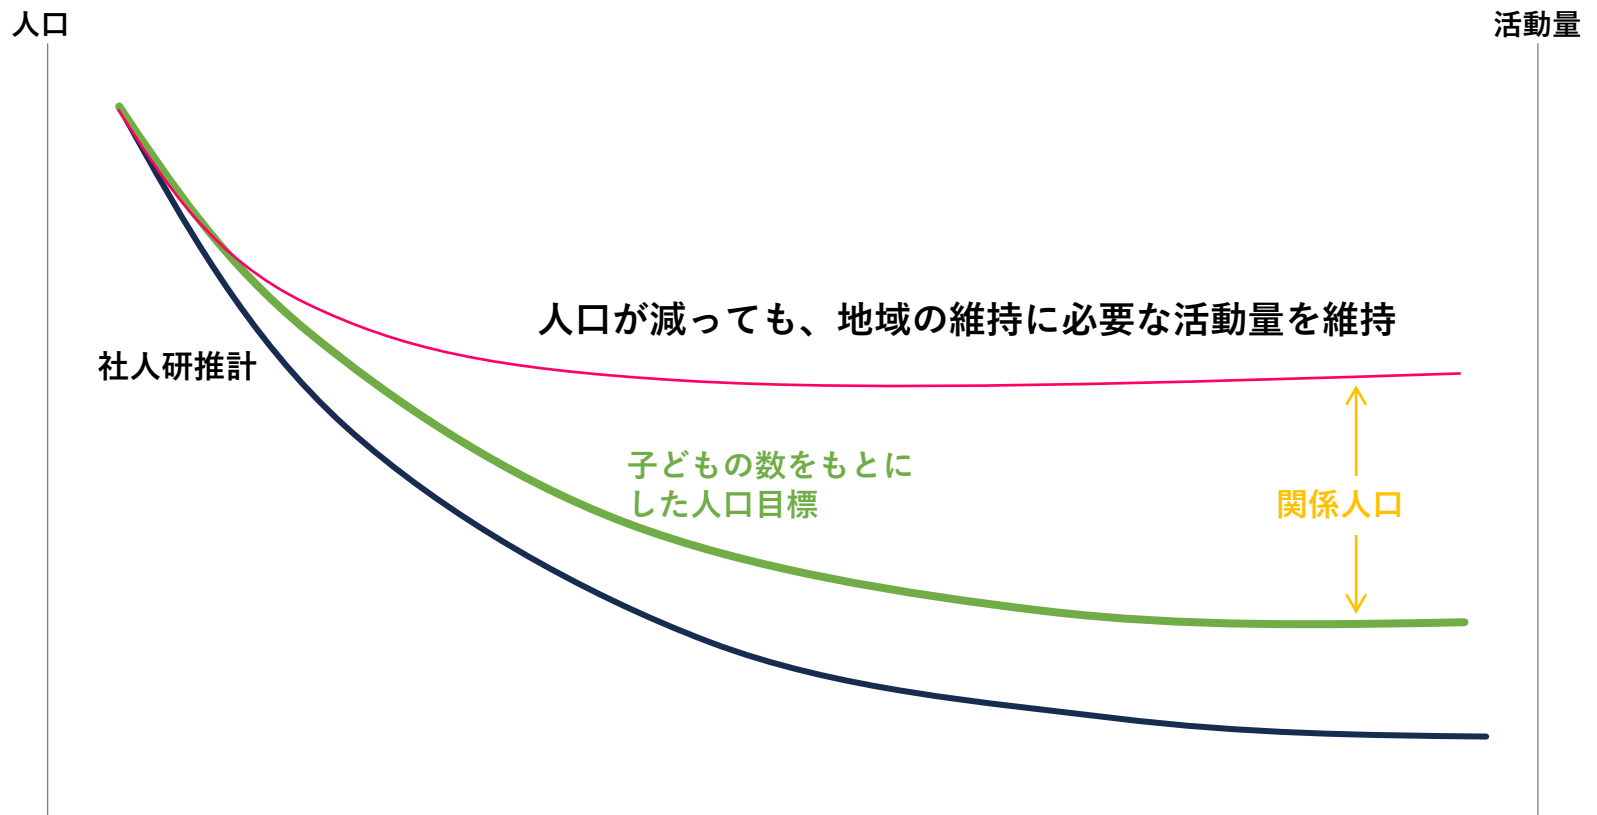 人口
活動量
人口が減っても、地域の維持に必要な活動量を維持
社人研推計
子どもの数をもとに
した人口目標
関係人口